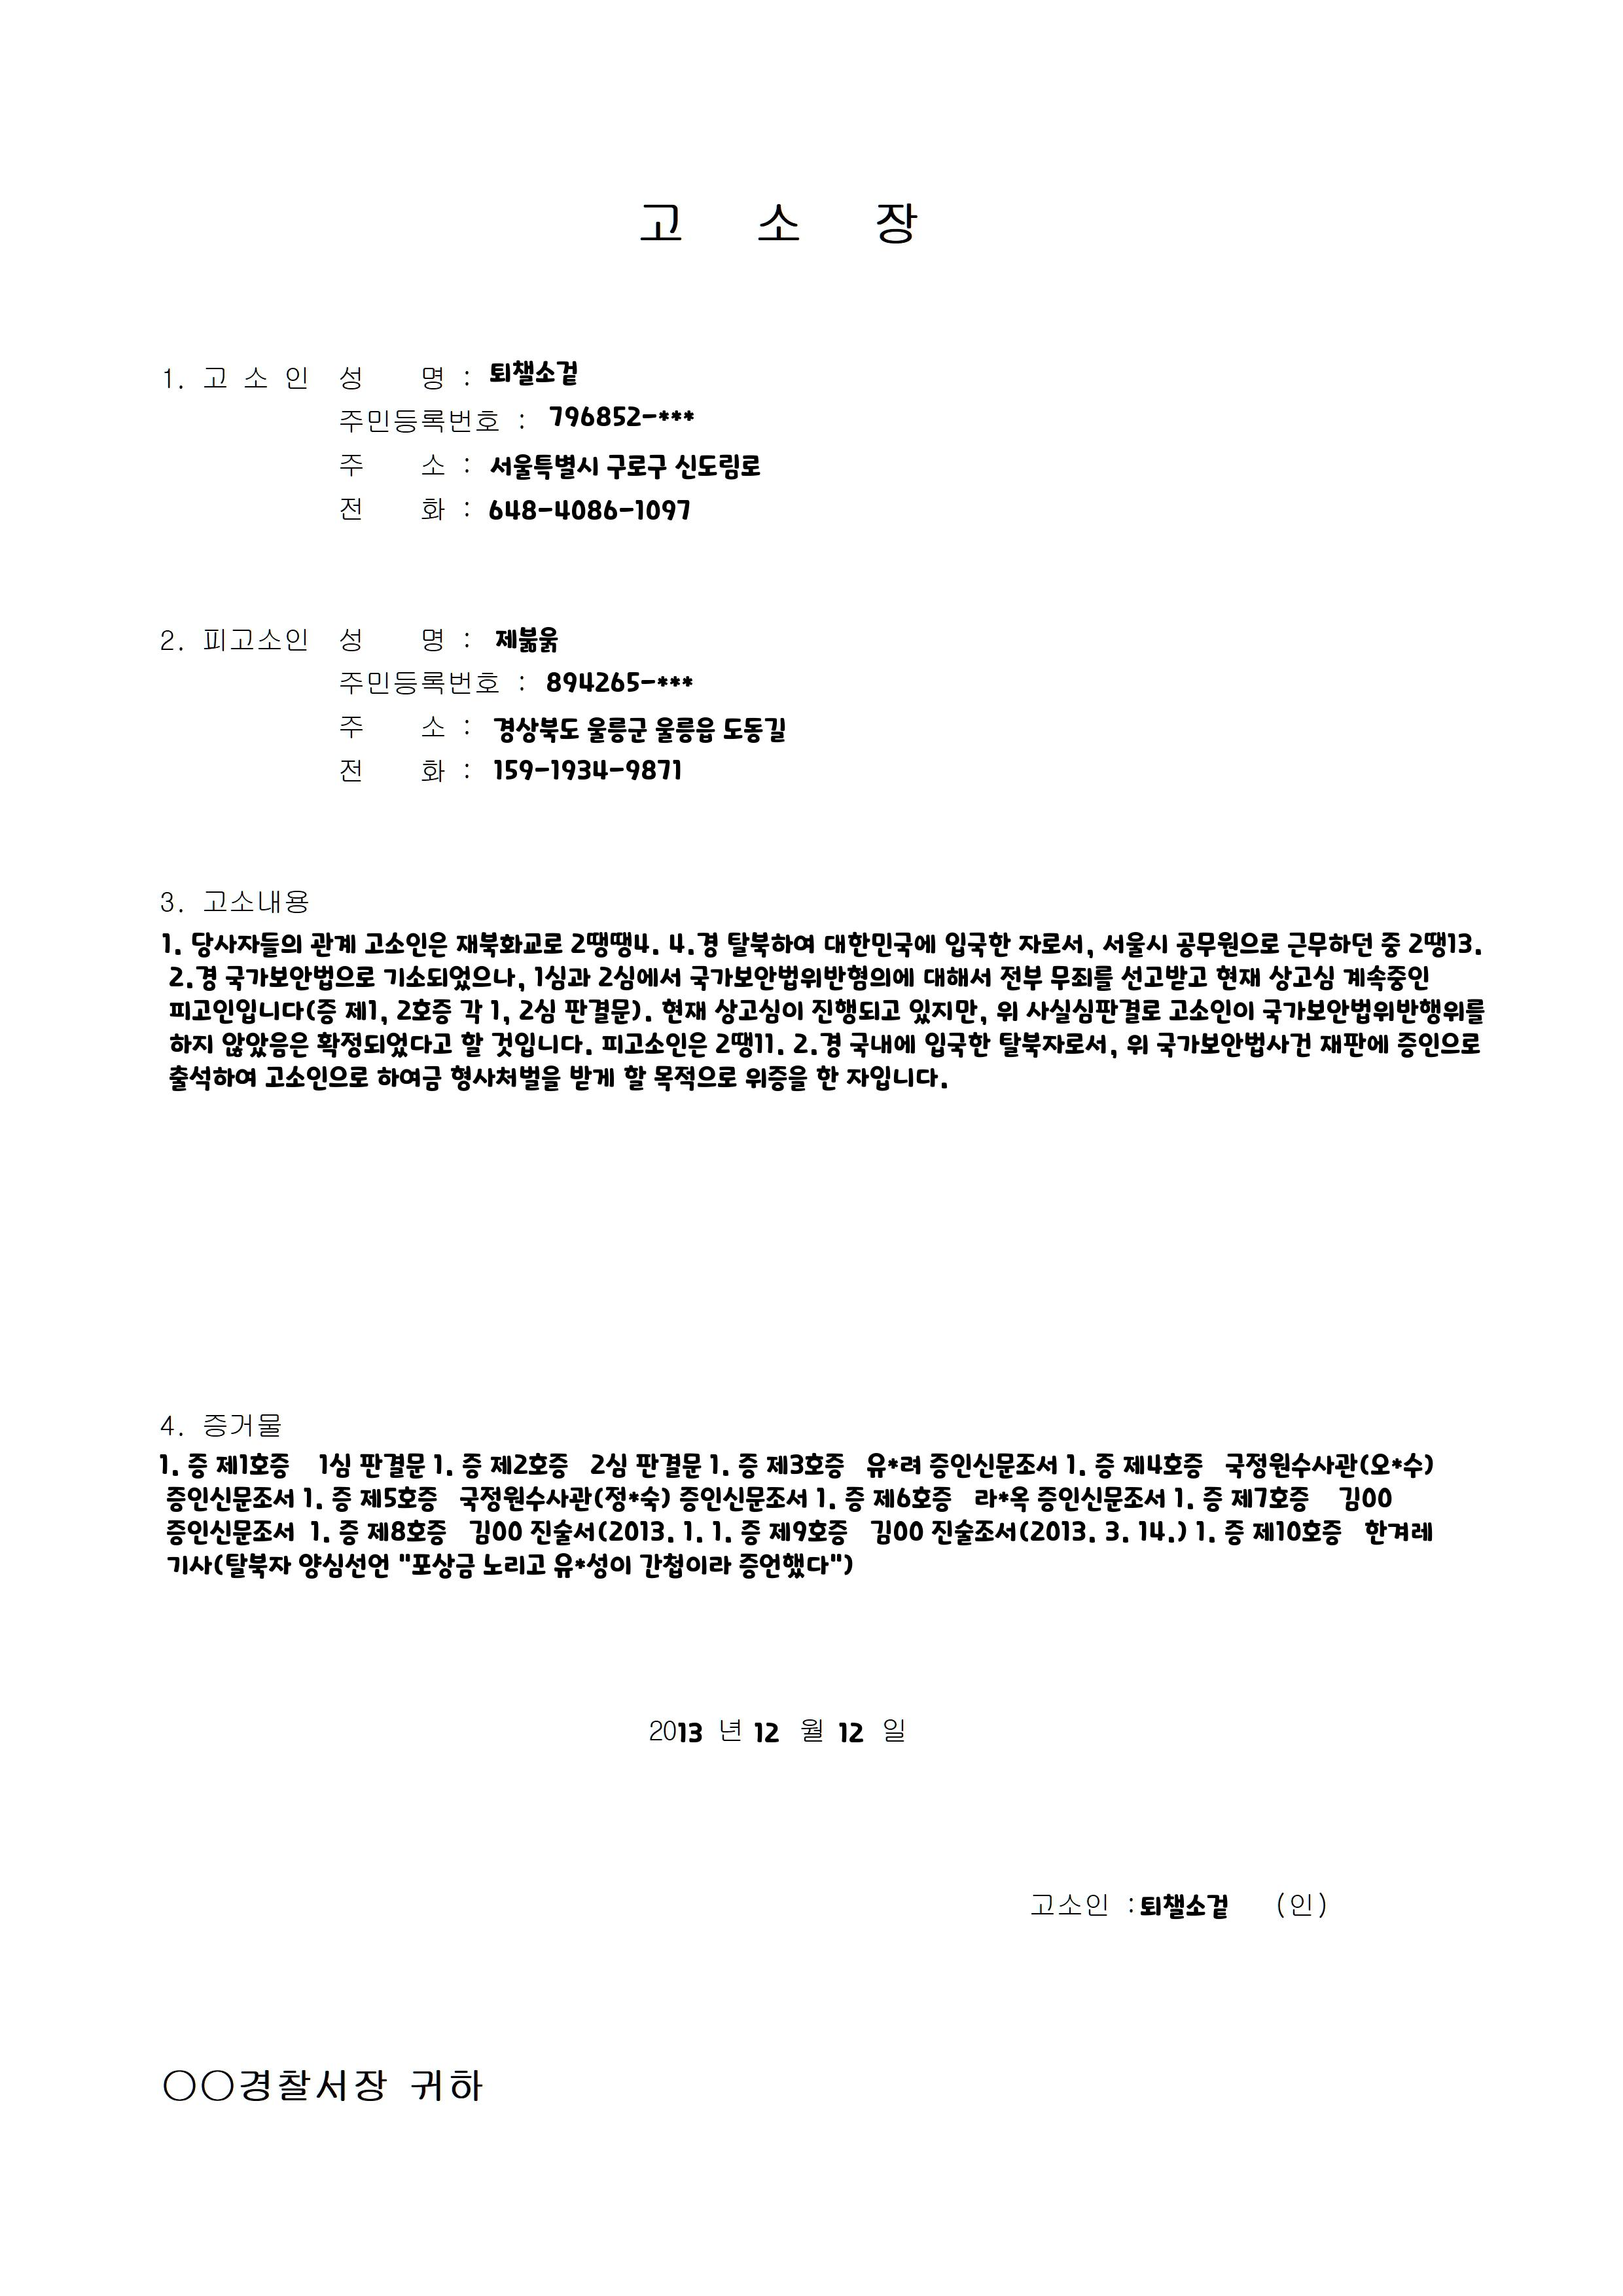 고 소 장
1. 고 소 인 성 명 : 퇴챌소겉
주민등록번호 : 796852-***
주 소 : 서울특별시 구로구 신도림로
전 화 : 648-4086-1097
2. 피고소인 성 명 : 제붊욹
주민등록번호 : 894265-***
주 소 : 경상북도 울릉군 울릉읍 도동길
전 화 : 159-1934-9871
3. 고소내용
1. 당사자들의 관계 고소인은 재북화교로 2땡땡4. 4.경 탈북하여 대한민국에 입국한 자로서, 서울시 공무원으로 근무하던 중 2땡13.
2.경 국가보안법으로 기소되었으나, 1심과 2심에서 국가보안법위반혐의에 대해서 전부 무죄를 선고받고 현재 상고심 계속중인
피고인입니다(증 제1, 2호증 각 1, 2심 판결문). 현재 상고심이 진행되고 있지만, 위 사실심판결로 고소인이 국가보안법위반행위를
하지 않았음은 확정되었다고 할 것입니다. 피고소인은 2땡11. 2.경 국내에 입국한 탈북자로서, 위 국가보안법사건 재판에 증인으로
출석하여 고소인으로 하여금 형사처벌을 받게 할 목적으로 위증을 한 자입니다.
4. 증거물
1. 증 제1호증 1심 판결문 1. 증 제2호증 2심 판결문 1. 증 제3호증 유*려 증인신문조서 1. 증 제4호증 국정원수사관(오*수)
증인신문조서 1. 증 제5호증 국정원수사관(정*숙) 증인신문조서 1. 증 제6호증 라*옥 증인신문조서 1. 증 제7호증 김00
증인신문조서 1. 증 제8호증 김00 진술서(2013. 1. 1. 증 제9호증 김00 진술조서(2013. 3. 14.) 1. 증 제10호증 한겨레
기사(탈북자 양심선언 "포상금 노리고 유*성이 간첩이라 증언했다")
2013 년 12 월 12 일
고소인 : 퇴챌소겉 (인)
○○경찰서장 귀하